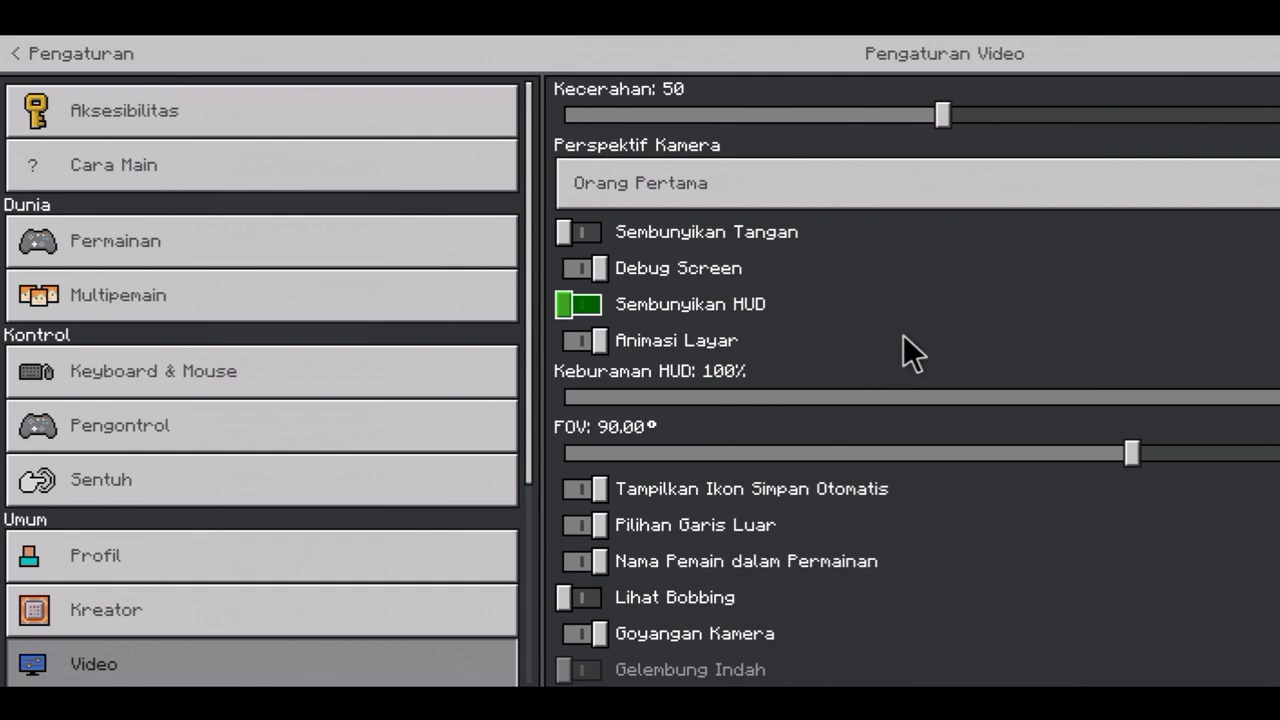 < Pengaturan
Pengaturan Video
Aksesibilitas
? Cara Main
Dunia
Permainan
Multipemain
Kontrol
Keyboard & Mouse
Pengontrol
Sentuh
Umum
Profil
Kreator
Video
Kecerahan: 50
Perspektif Kamera
Orang Pertama
Sembunyikan Tangan
Debug Screen
Sembunyikan HUD
Animasi Layar
Keburaman HUD: 100%
FOV: 90.00°
Tampilkan Ikon Simpan Otomatis
Pilihan Garis Luar
Nama Pemain dalam Permainan
Lihat Bobbing
Goyangan Kamera
Gelembung Indah